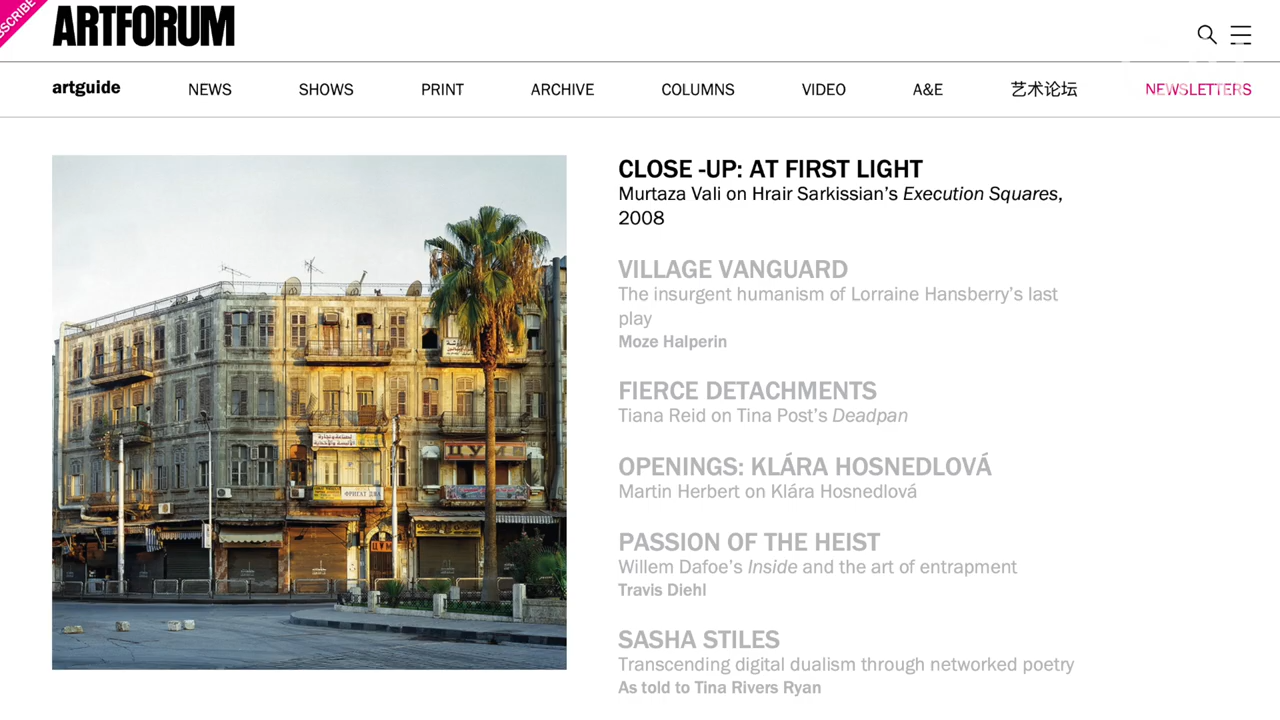 SCRIBE
ARTFORUM
artguide NEWS SHOWS PRINT ARCHIVE COLUMNS VIDEO A&E 艺术论坛 NEWSLETTERS
CLOSE -UP: AT FIRST LIGHT
Murtaza Vali on Hrair Sarkissian’s Execution Squares,
2008
VILLAGE VANGUARD
The insurgent humanism of Lorraine Hansberry’s last
play
Moze Halperin
FIERCE DETACHMENTS
Tiana Reid on Tina Post’s Deadpan
OPENINGS: KLÁRA HOSNEDLOVÁ
Martin Herbert on Klára Hosnedlová
PASSION OF THE HEIST
Willem Dafoe’s Inside and the art of entrapment
Travis Diehl
SASHA STILES
Transcending digital dualism through networked poetry
As told to Tina Rivers Ryan
ЦУМ
ФРЕГАТ ДВА
ЦУМ